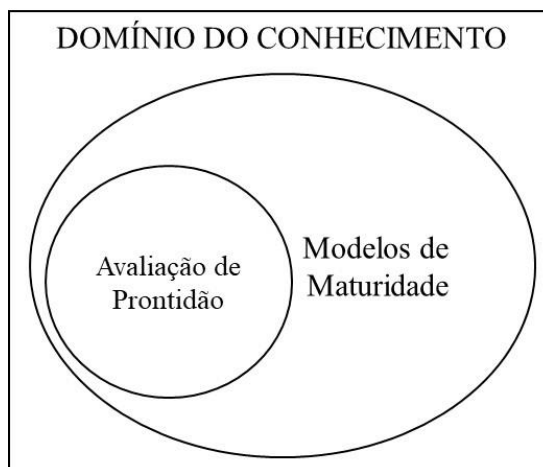 DOMÍNIO DO CONHECIMENTO
Avaliação de
Prontidão
Modelos de
Maturidade